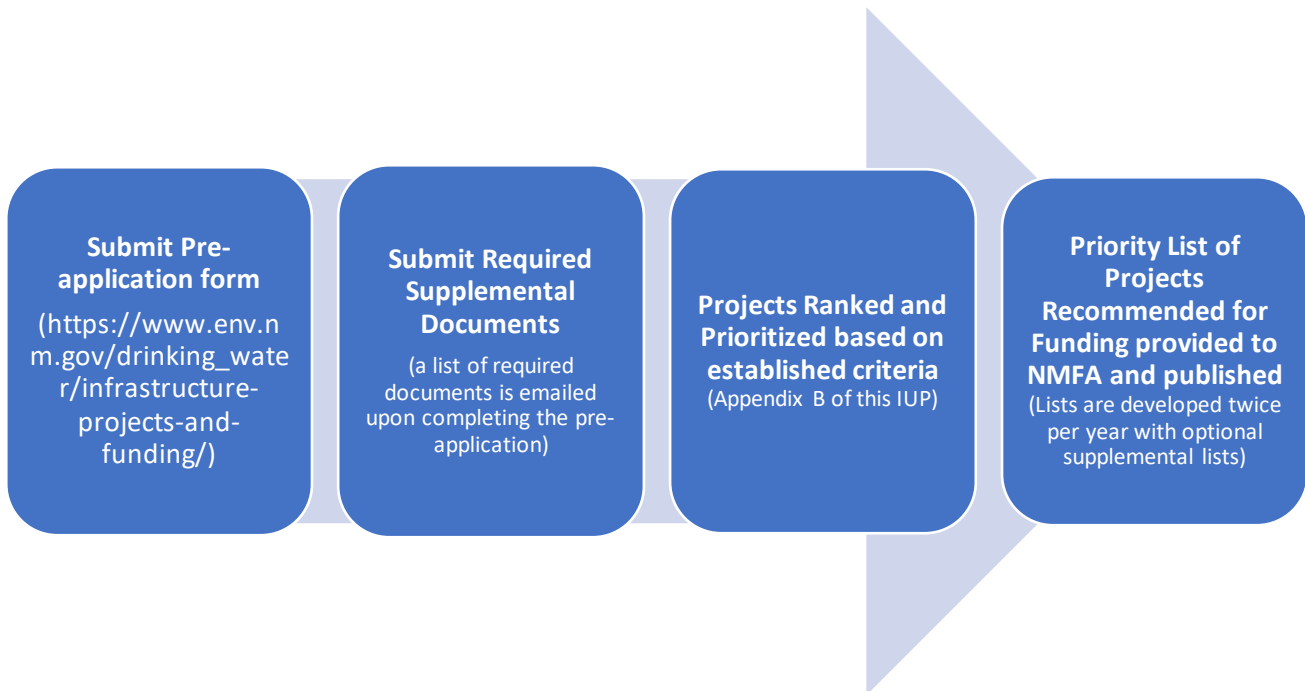 Submit Pre-
application form
(https://www.env.n
m.gov/drinking_wate
r/infrastructure-
projects-and-
funding/)
Submit Required
Supplemental
Documents
(a list of required
documents is emailed
upon completing the pre-
application)
Projects Ranked and
Prioritized based on
established criteria
(Appendix B of this IUP)
Priority List of
Projects
Recommended for
Funding provided to
NMFA and published
(Lists are developed twice
per year with optional
supplemental lists)